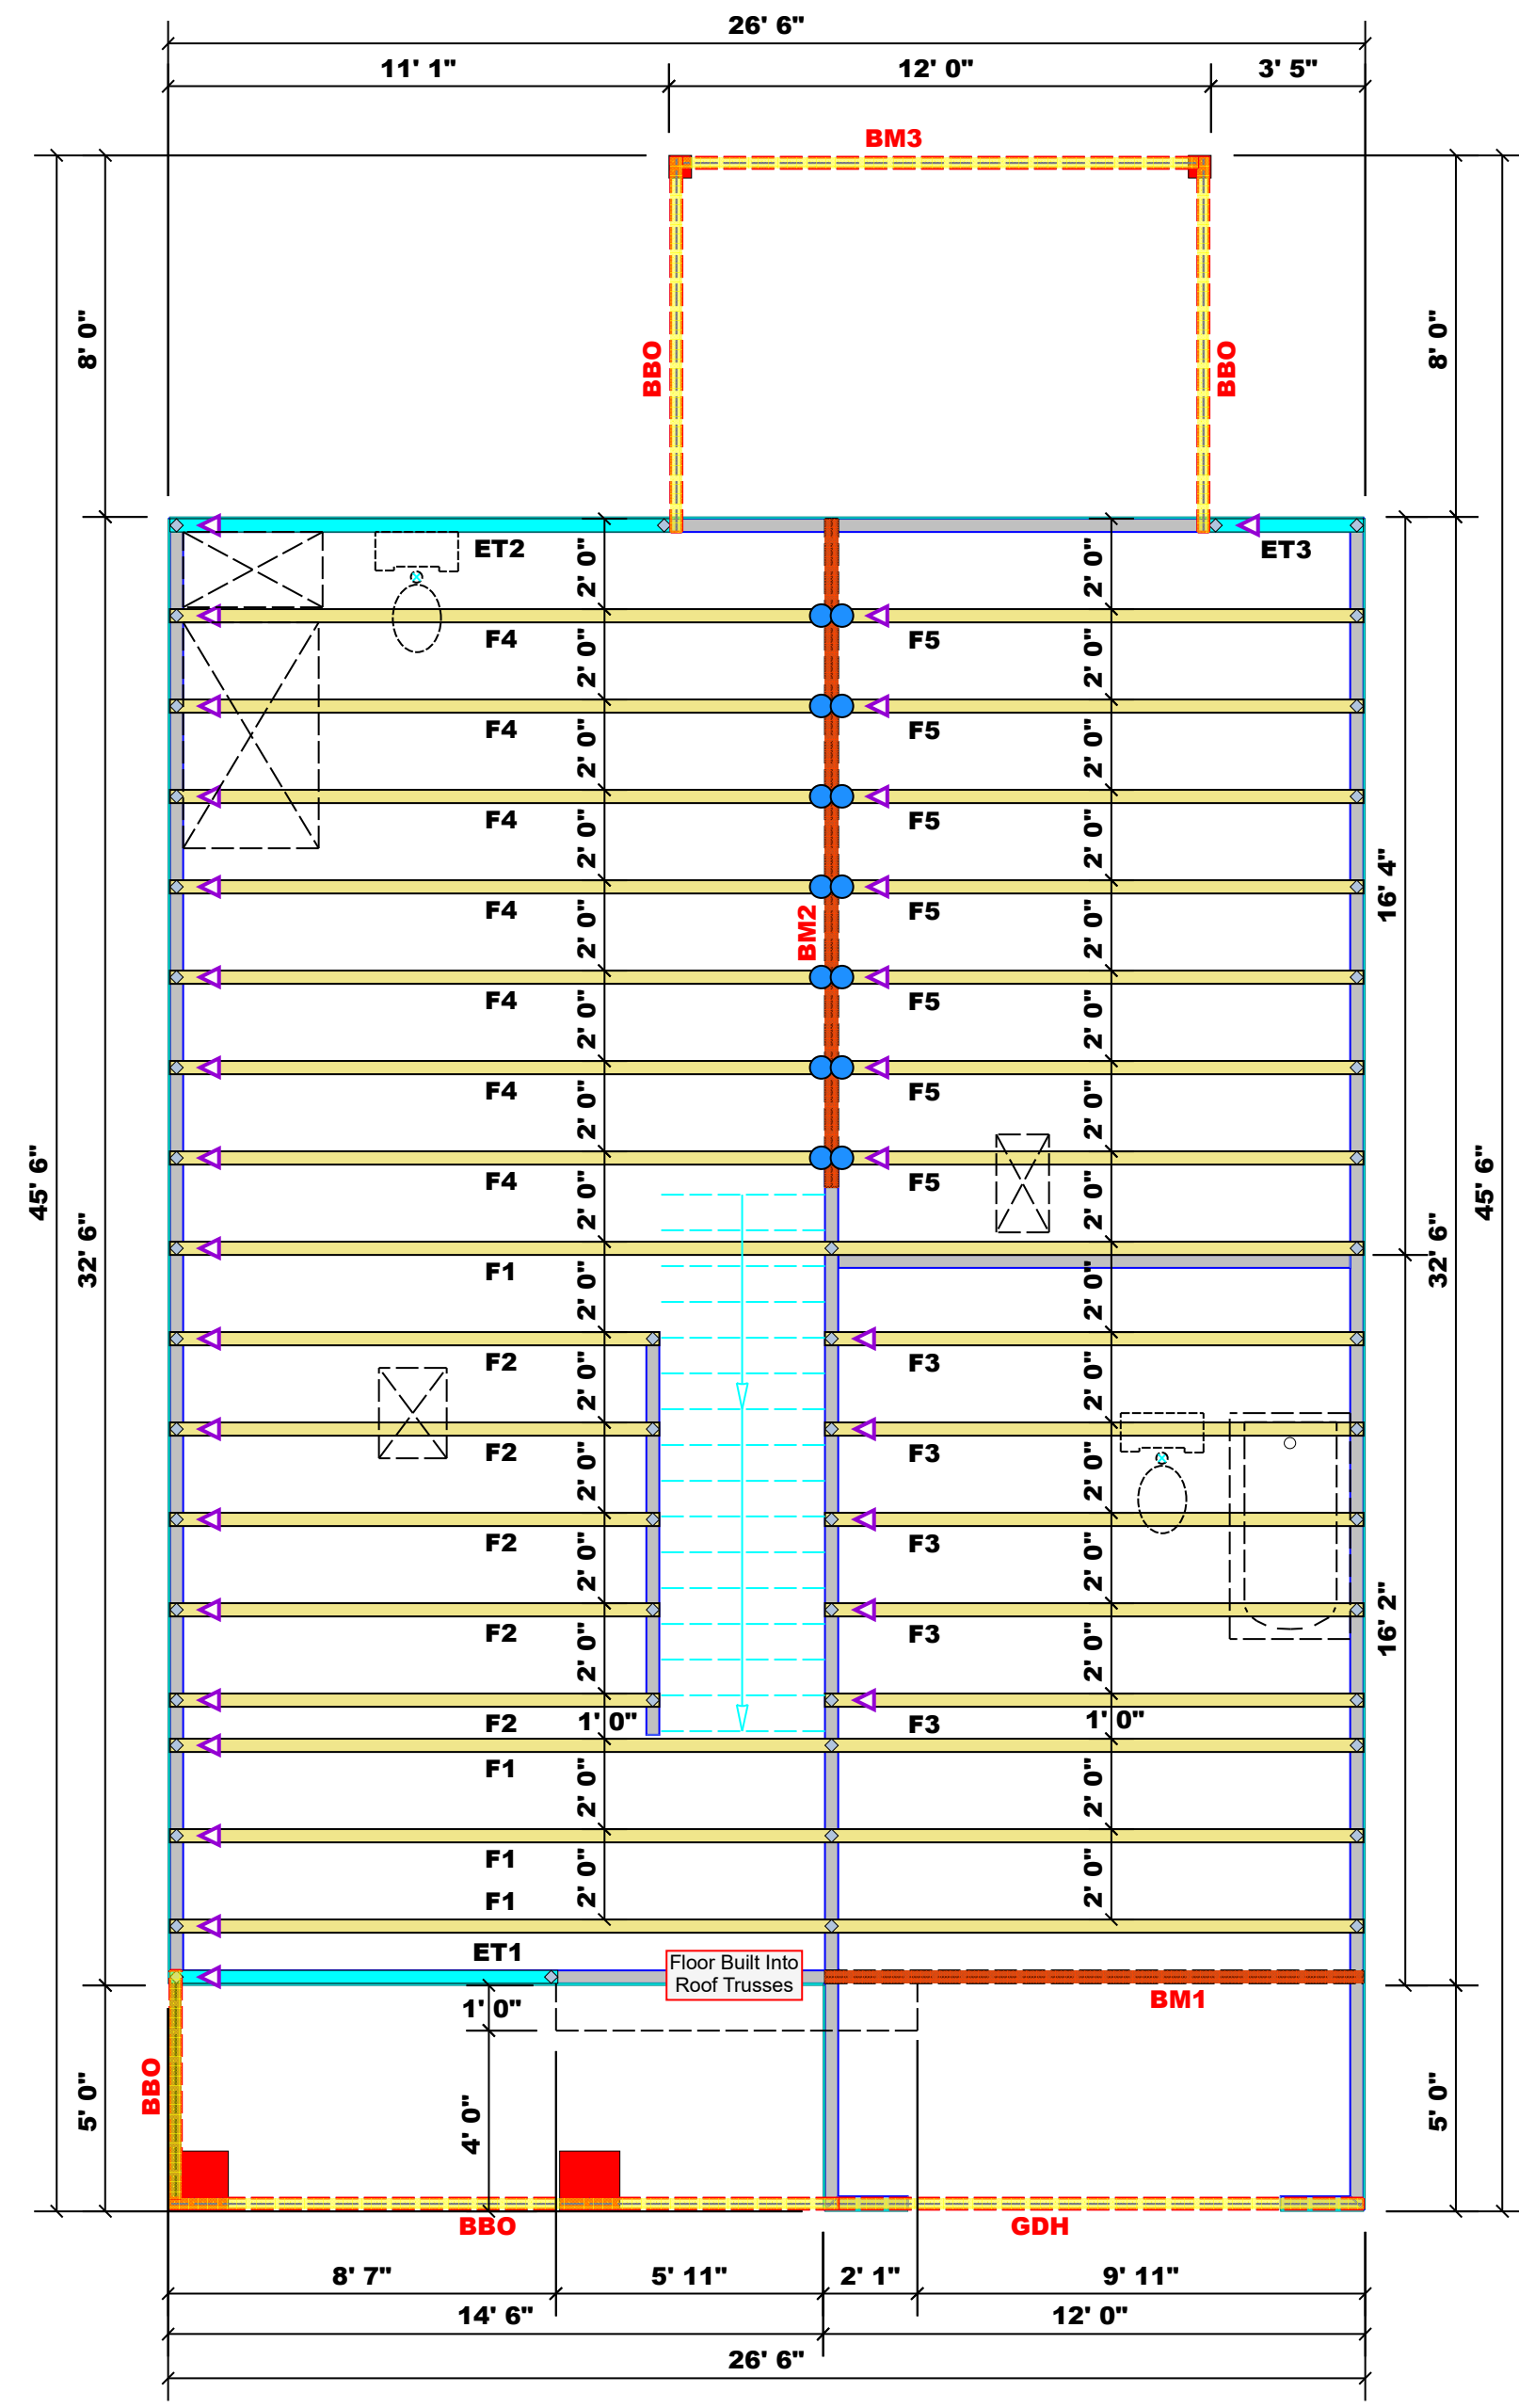 26' 6"
11' 1" 12' 0" 3' 5"
BM3
8' 0" BBO BBO 8' 0"
ET2 2' 0" 2' 0" ET3
F4 F5
2' 0" 2' 0"
F4 F5
2' 0" 2' 0"
F4 F5
2' 0" 2' 0"
F4 BM2 F5 16' 4"
2' 0" 2' 0"
F4 F5
2' 0" 2' 0"
F4 F5
2' 0" 2' 0"
45' 6" F4 F5 45' 6"
32' 6" 2' 0" 2' 0" 32' 6"
F1
2' 0" 2' 0"
F2 F3
2' 0" 2' 0"
F2 F3
2' 0" 2' 0"
F2 F3
2' 0" 2' 0"
F2 F3 16' 2"
2' 0" 2' 0"
F2 1' 0" F3 1' 0"
F1
2' 0" 2' 0"
F1
F1 2' 0" 2' 0"
ET1
Floor Built Into
Roof Trusses
BM1
1' 0"
5' 0" BBO 4' 0" 5' 0"
BBO GDH
8' 7" 5' 11" 2' 1" 9' 11"
14' 6" 12' 0"
26' 6"